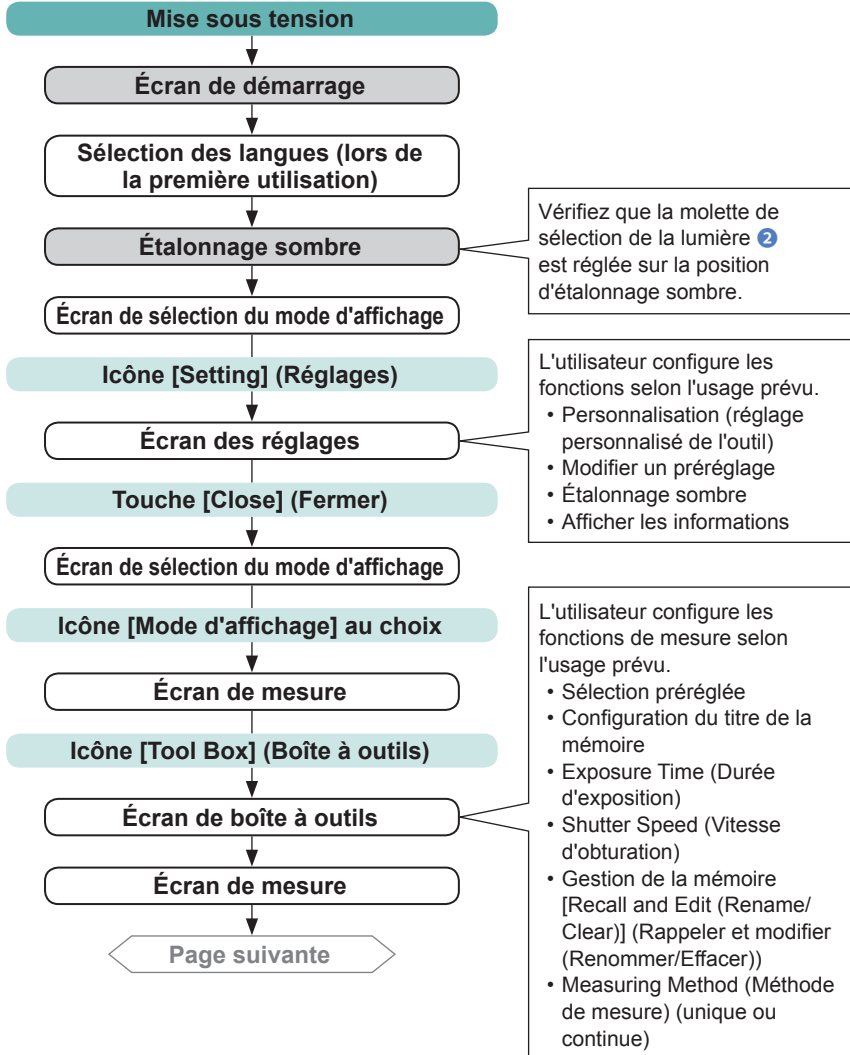 Mise sous tension
Écran de démarrage
Sélection des langues (lors de
la première utilisation)
Étalonnage sombre
Vérifiez que la molette de
sélection de la lumière ❷
est réglée sur la position
d'étalonnage sombre.
Écran de sélection du mode d'affichage
Icône [Setting] (Réglages)
Écran des réglages
L'utilisateur configure les
fonctions selon l'usage prévu.
• Personnalisation (réglage
personnalisé de l'outil)
• Modifier un préréglage
• Étalonnage sombre
• Afficher les informations
Touche [Close] (Fermer)
Écran de sélection du mode d'affichage
Icône [Mode d'affichage] au choix
Écran de mesure
Icône [Tool Box] (Boîte à outils)
Écran de boîte à outils
L'utilisateur configure les
fonctions de mesure selon
l'usage prévu.
• Sélection préréglée
• Configuration du titre de la
mémoire
• Exposure Time (Durée
d'exposition)
• Shutter Speed (Vitesse
d'obturation)
• Gestion de la mémoire
[Recall and Edit (Rename/
Clear)] (Rappeler et modifier
(Renommer/Effacer))
• Measuring Method (Méthode
de mesure) (unique ou
continue)
Écran de mesure
Page suivante